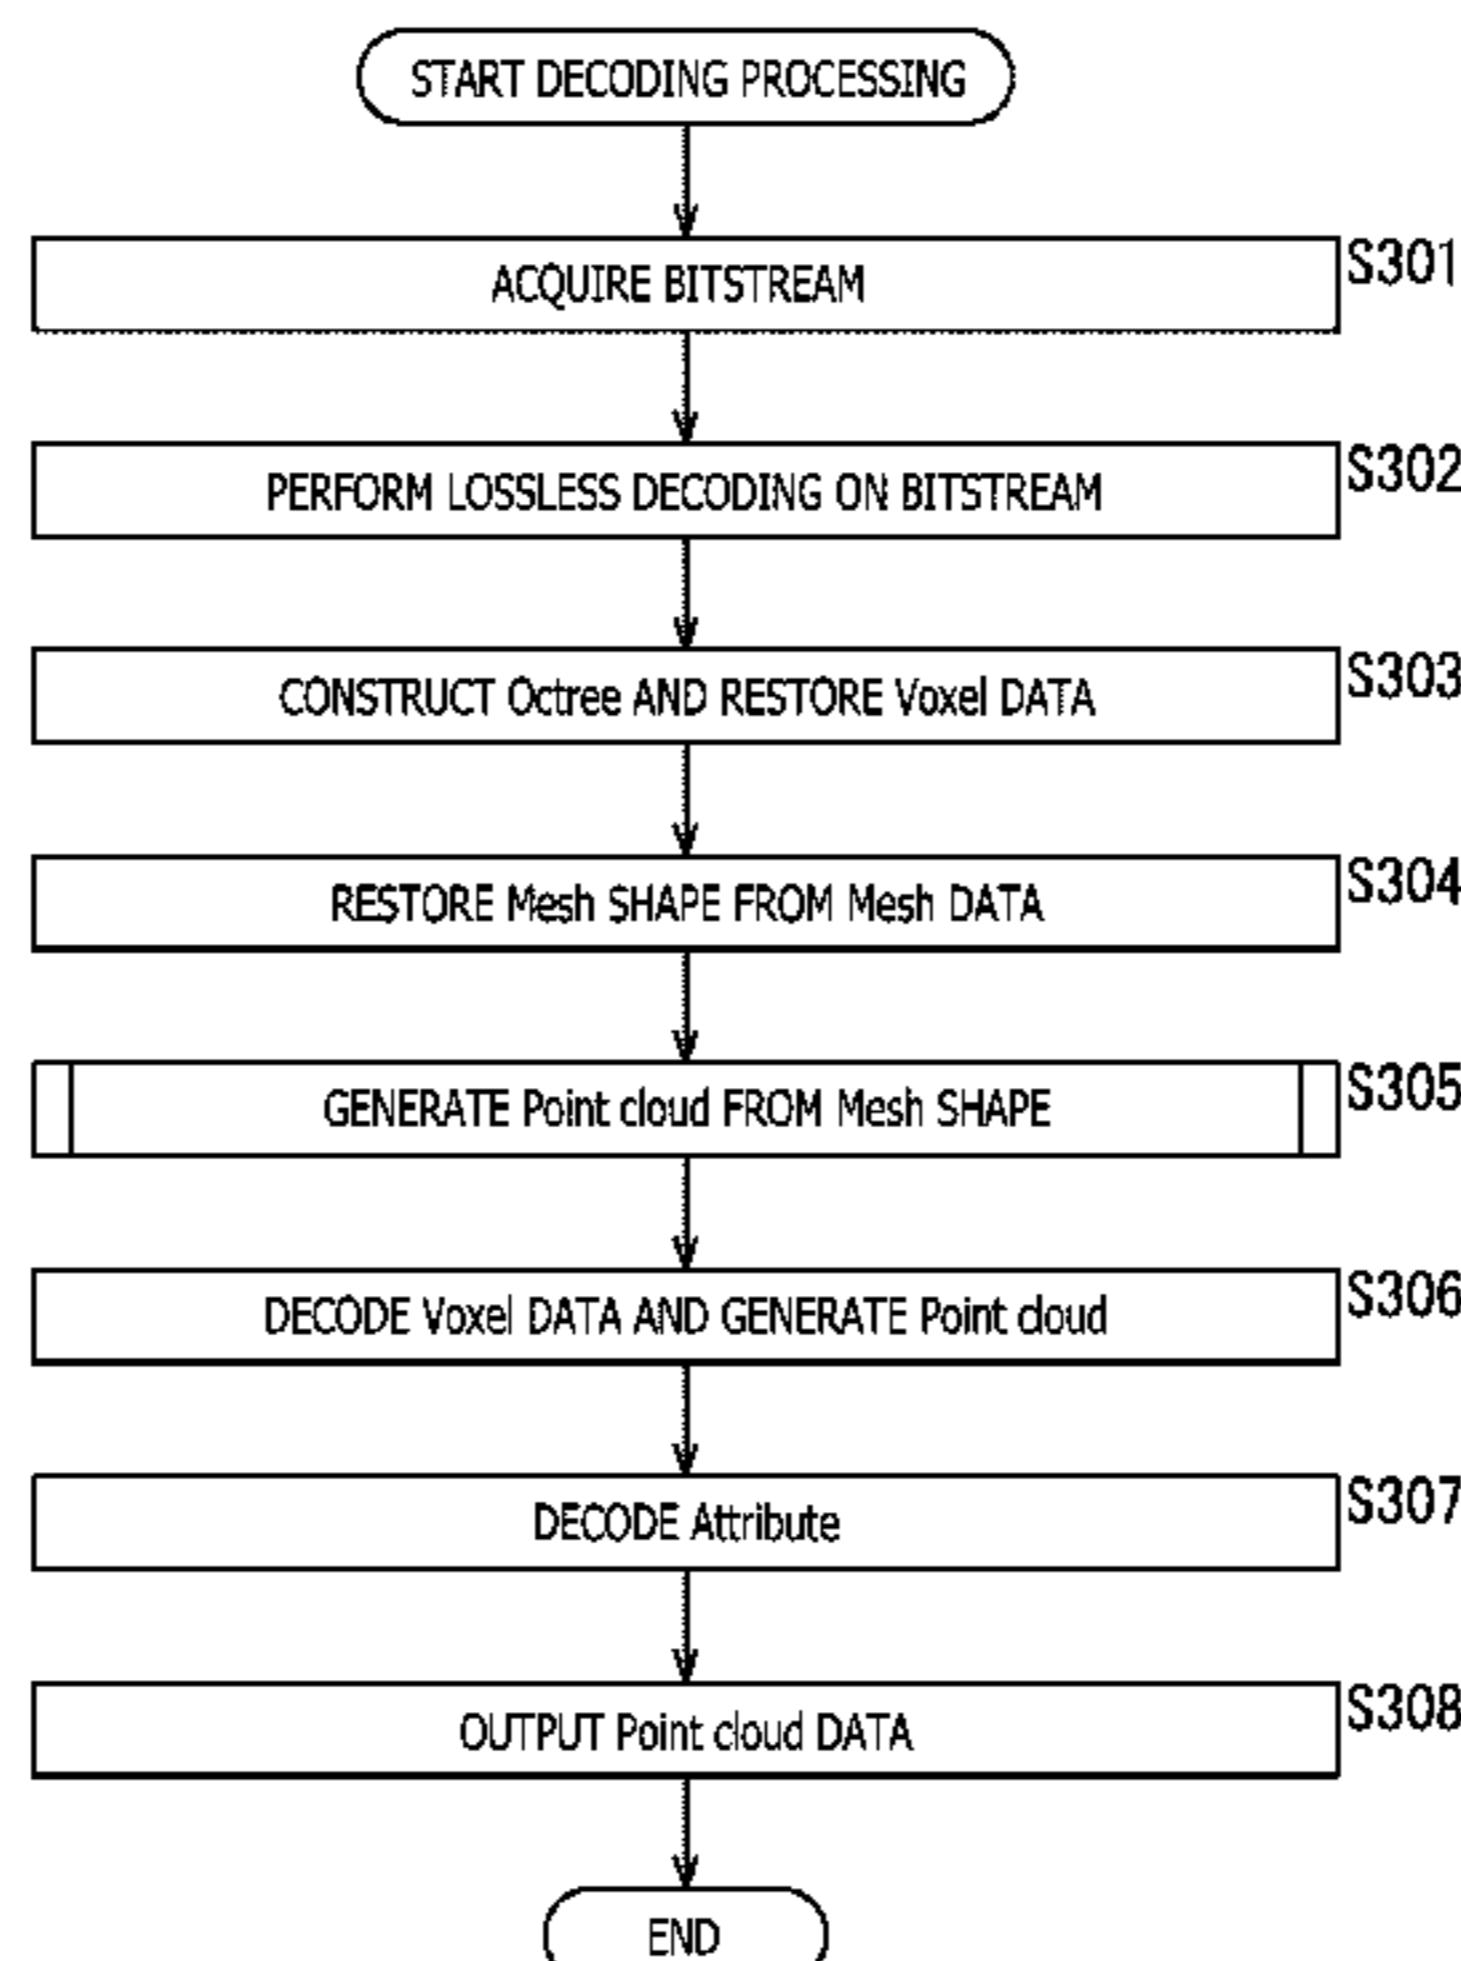 START DECODING PROCESSING
ACQUIRE BITSTREAM
S301
PERFORM LOSSLESS DECODING ON BITSTREAM
S302
CONSTRUCT Octree AND RESTORE Voxel DATA
S303
RESTORE Mesh SHAPE FROM Mesh DATA
S304
GENERATE Point cloud FROM Mesh SHAPE
S305
DECODE Voxel DATA AND GENERATE Point cloud
S306
DECODE Attribute
S307
OUTPUT Point cloud DATA
S308
END